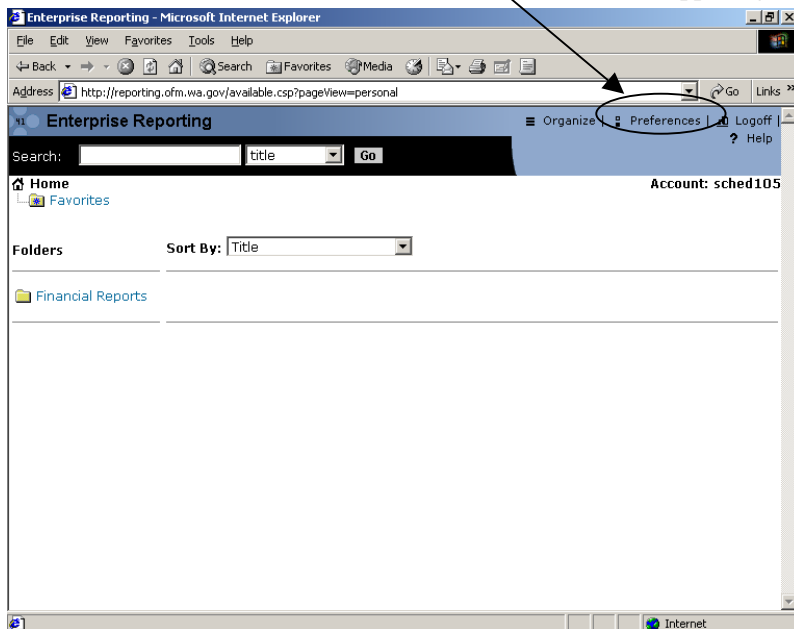 Enterprise Reporting - Microsoft Internet Explorer
File Edit View Favorites Tools Help
Back Search Favorites Media
Address http://reporting.ofm.wa.gov/available.csp?pageView=personal Go Links »
Enterprise Reporting Organize | Preferences | Logoff |
? Help
Search: title Go
Home Account: sched105
Favorites
Folders Sort By: Title
Financial Reports
Internet